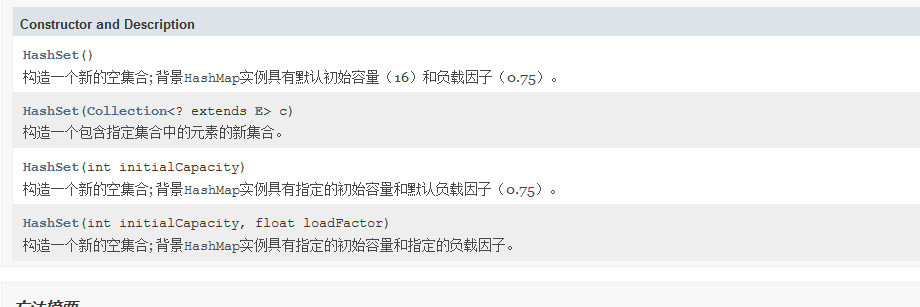 Constructor and Description
HashSet()
构造一个新的空集合;背景HashMap实例具有默认初始容量（16）和负载因子（0.75）。
HashSet(Collection<? extends E> c)
构造一个包含指定集合中的元素的新集合。
HashSet(int initialCapacity)
构造一个新的空集合;背景HashMap实例具有指定的初始容量和默认负载因子（0.75）。
HashSet(int initialCapacity, float loadFactor)
构造一个新的空集合;背景HashMap实例具有指定的初始容量和指定的负载因子。
方法摘要